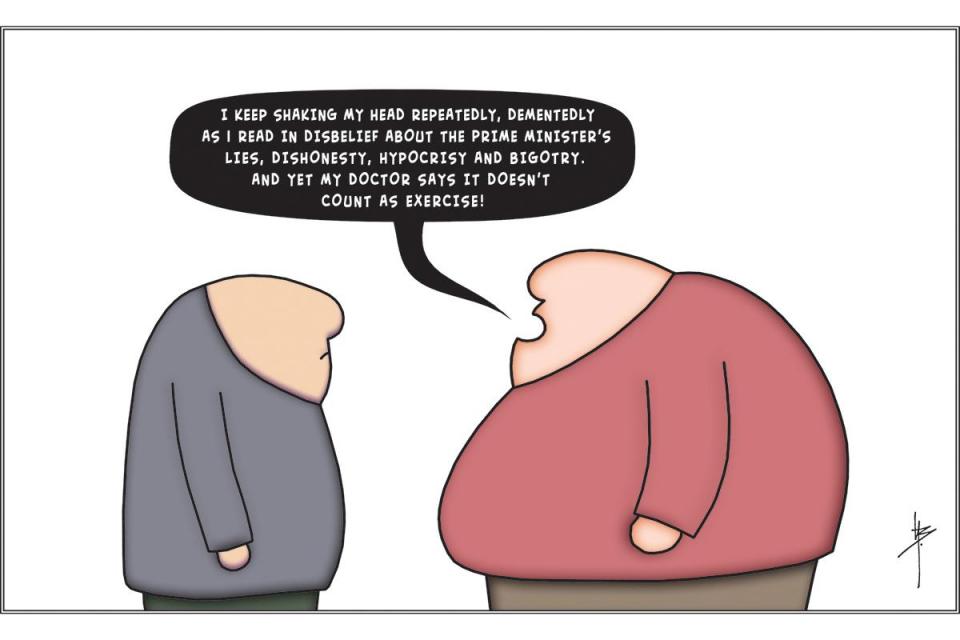 I KEEP SHAKING MY HEAD REPEATEDLY, DEMENTEDLY
AS I READ IN DISBELIEF ABOUT THE PRIME MINISTER'S
LIES, DISHONESTY, HYPOCRISY AND BIGOTRY.
AND YET MY DOCTOR SAYS IT DOESN'T
COUNT AS EXERCISE!